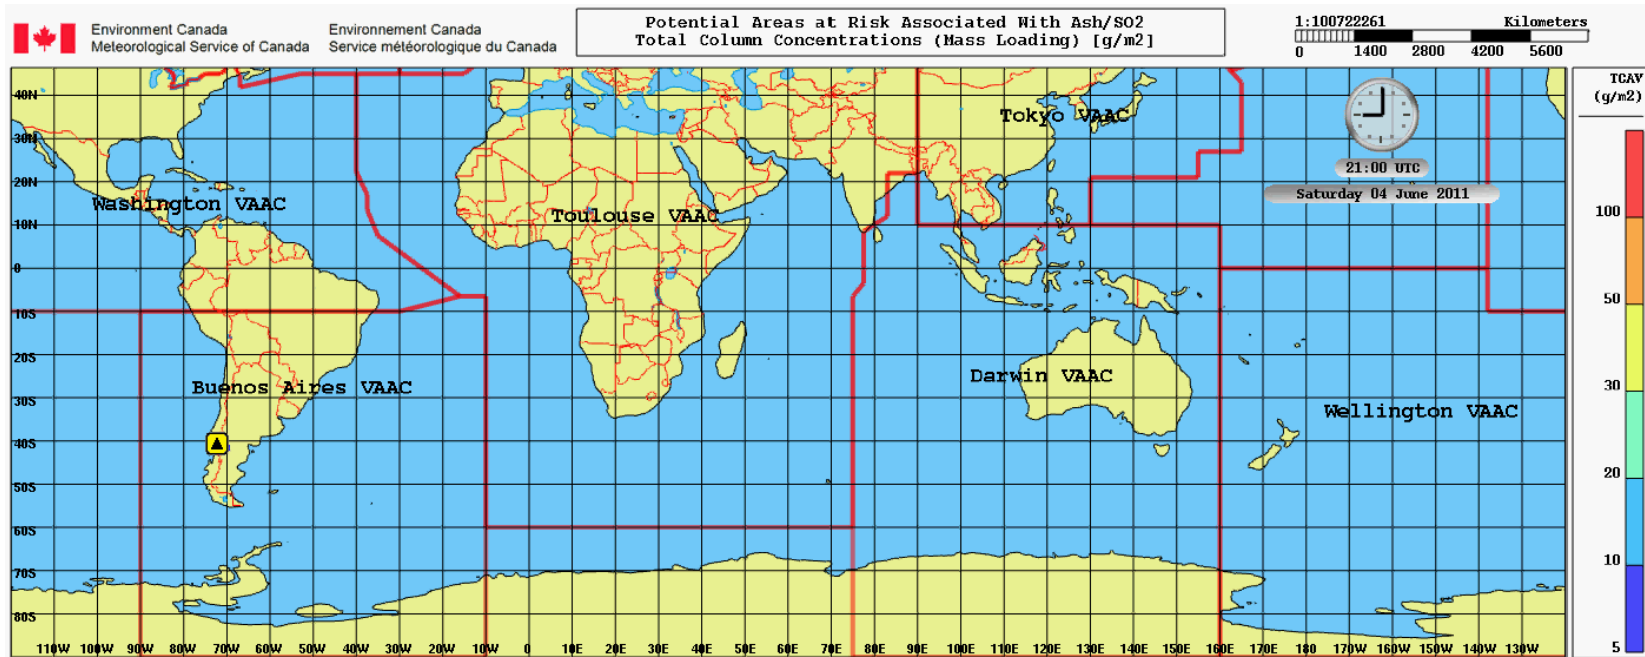 Environment Canada
Meteorological Service of Canada
Environnement Canada
Service météorologique du Canada
Potential Areas at Risk Associated With Ash/SO2
Total Column Concentrations (Mass Loading) [g/m2]
1:100722261 Kilometers
0 1400 2800 4200 5600
TCAV
(g/m2)
100
50
30
20
10
5
21:00 UTC
Saturday 04 June 2011
40N
30N
20N
10N
0
10S
20S
30S
40S
50S
60S
70S
80S
Tokyo VAAC
Washington VAAC
Toulouse VAAC
Buenos Aires VAAC
Darwin VAAC
Wellington VAAC
110W 100W 90W 80W 70W 60W 50W 40W 30W 20W 10W 0 10E 20E 30E 40E 50E 60E 70E 80E 90E 100E 110E 120E 130E 140E 150E 160E 170E 180E 170W 160W 150W 140W 130W